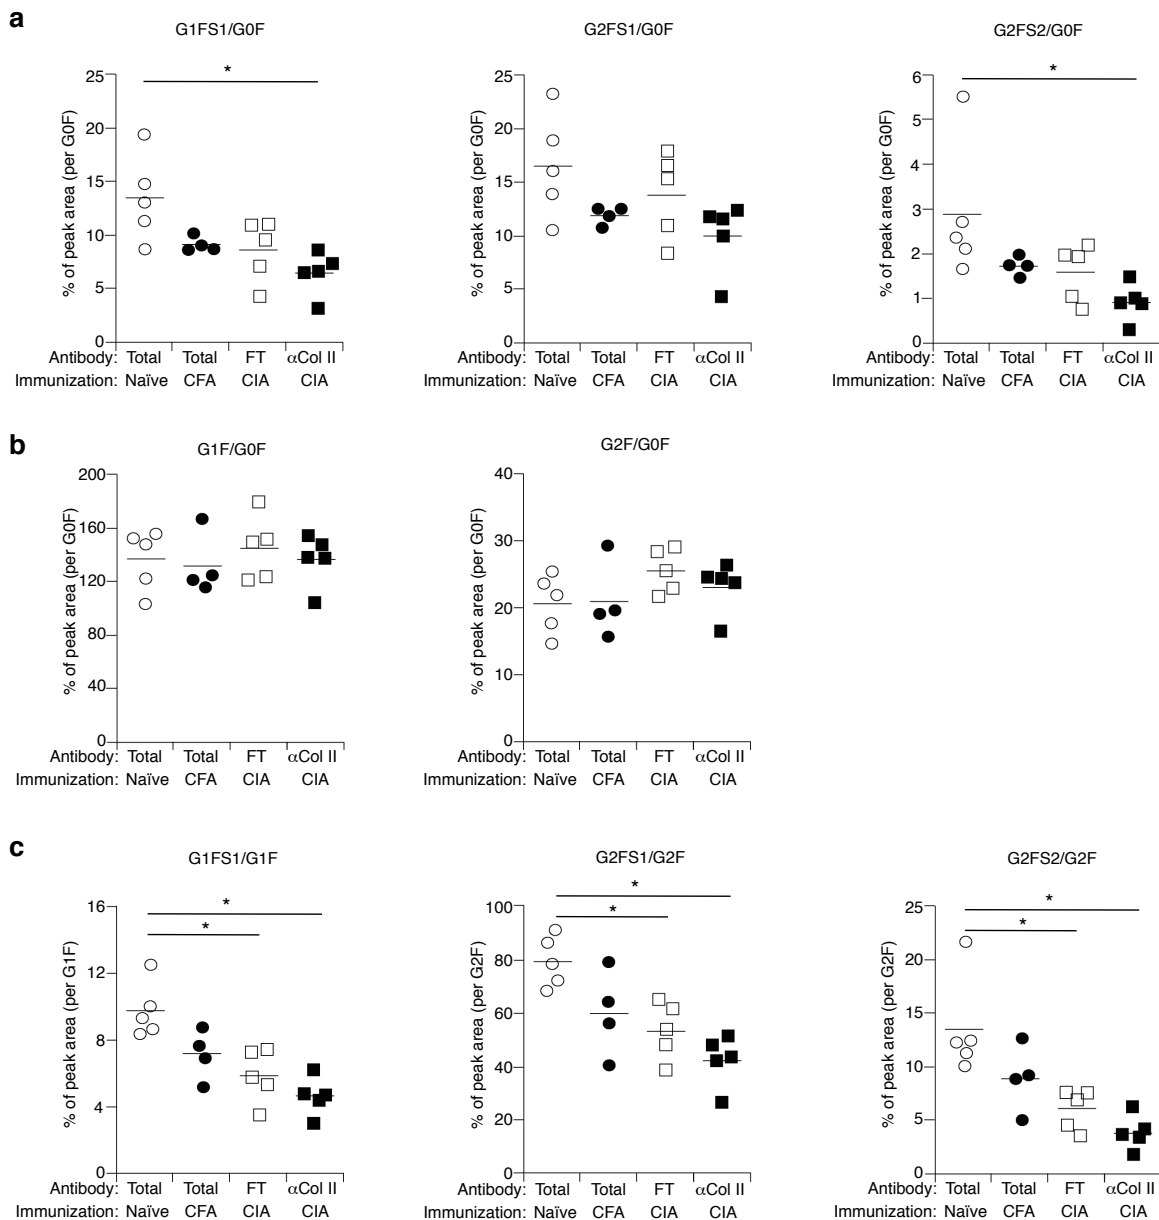 a
G1FS1/G0F
G2FS1/G0F
G2FS2/G0F
% of peak area (per G0F)
25
20
15
10
5
0
*
Antibody: Total Total FT αCol II
Immunization: Naïve CFA CIA CIA
% of peak area (per G0F)
25
20
15
10
5
0
Antibody: Total Total FT αCol II
Immunization: Naïve CFA CIA CIA
% of peak area (per G0F)
6
5
4
3
2
1
0
*
Antibody: Total Total FT αCol II
Immunization: Naïve CFA CIA CIA
b
G1F/G0F
G2F/G0F
% of peak area (per G0F)
200
160
120
80
40
0
Antibody: Total Total FT αCol II
Immunization: Naïve CFA CIA CIA
% of peak area (per G0F)
40
30
20
10
0
Antibody: Total Total FT αCol II
Immunization: Naïve CFA CIA CIA
c
G1FS1/G1F
G2FS1/G2F
G2FS2/G2F
% of peak area (per G1F)
16
12
8
4
0
*
*
Antibody: Total Total FT αCol II
Immunization: Naïve CFA CIA CIA
% of peak area (per G2F)
100
80
60
40
20
0
*
*
Antibody: Total Total FT αCol II
Immunization: Naïve CFA CIA CIA
% of peak area (per G2F)
25
20
15
10
5
0
*
*
Antibody: Total Total FT αCol II
Immunization: Naïve CFA CIA CIA